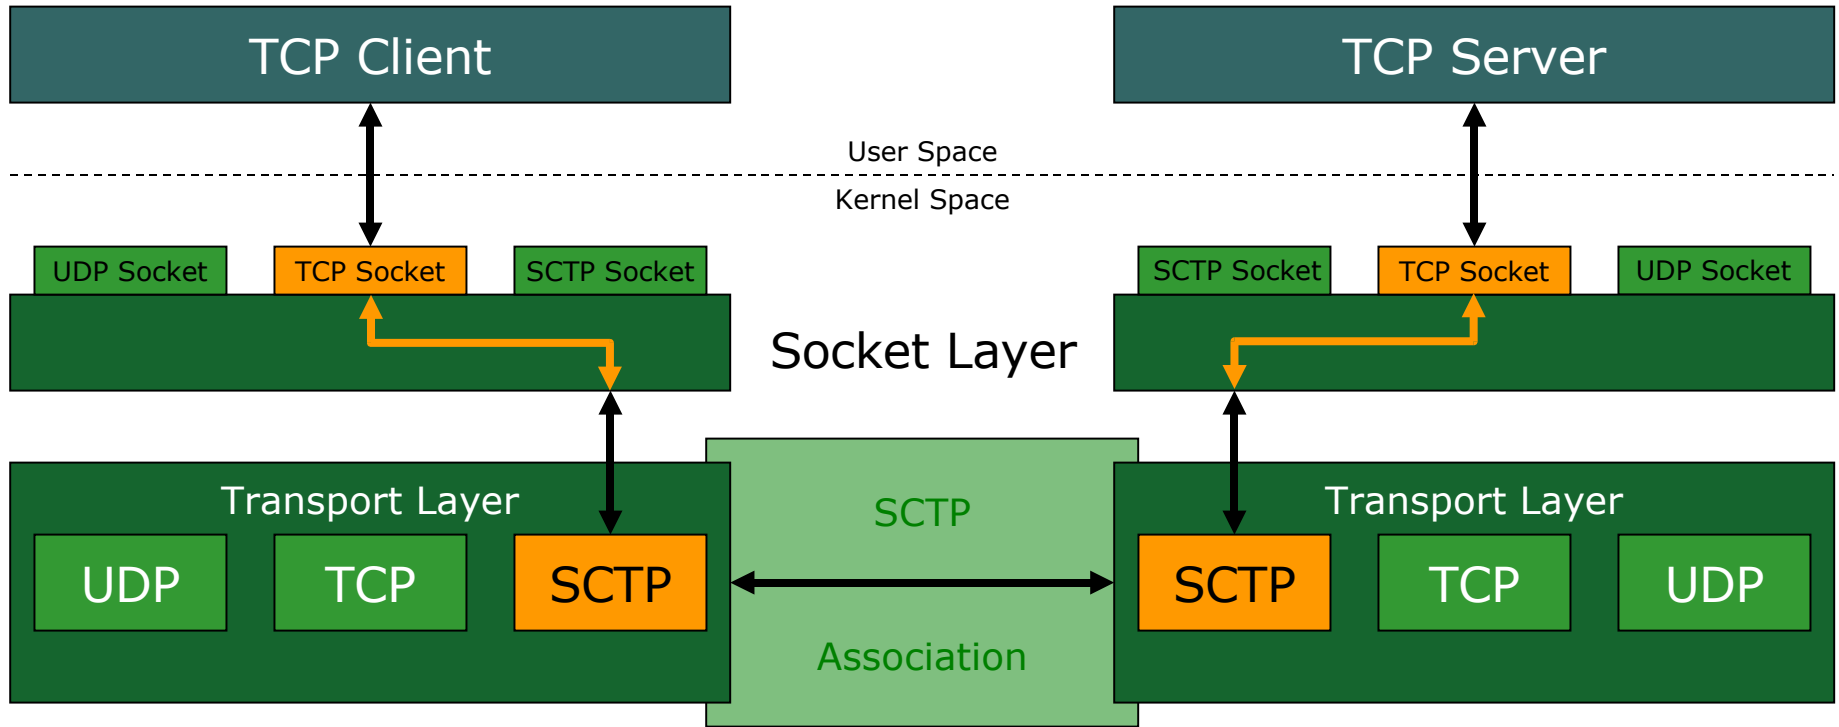 TCP Client
TCP Server
User Space
Kernel Space
UDP Socket
TCP Socket
SCTP Socket
SCTP Socket
TCP Socket
UDP Socket
Socket Layer
Transport Layer
SCTP
Transport Layer
UDP
TCP
SCTP
SCTP
TCP
UDP
Association